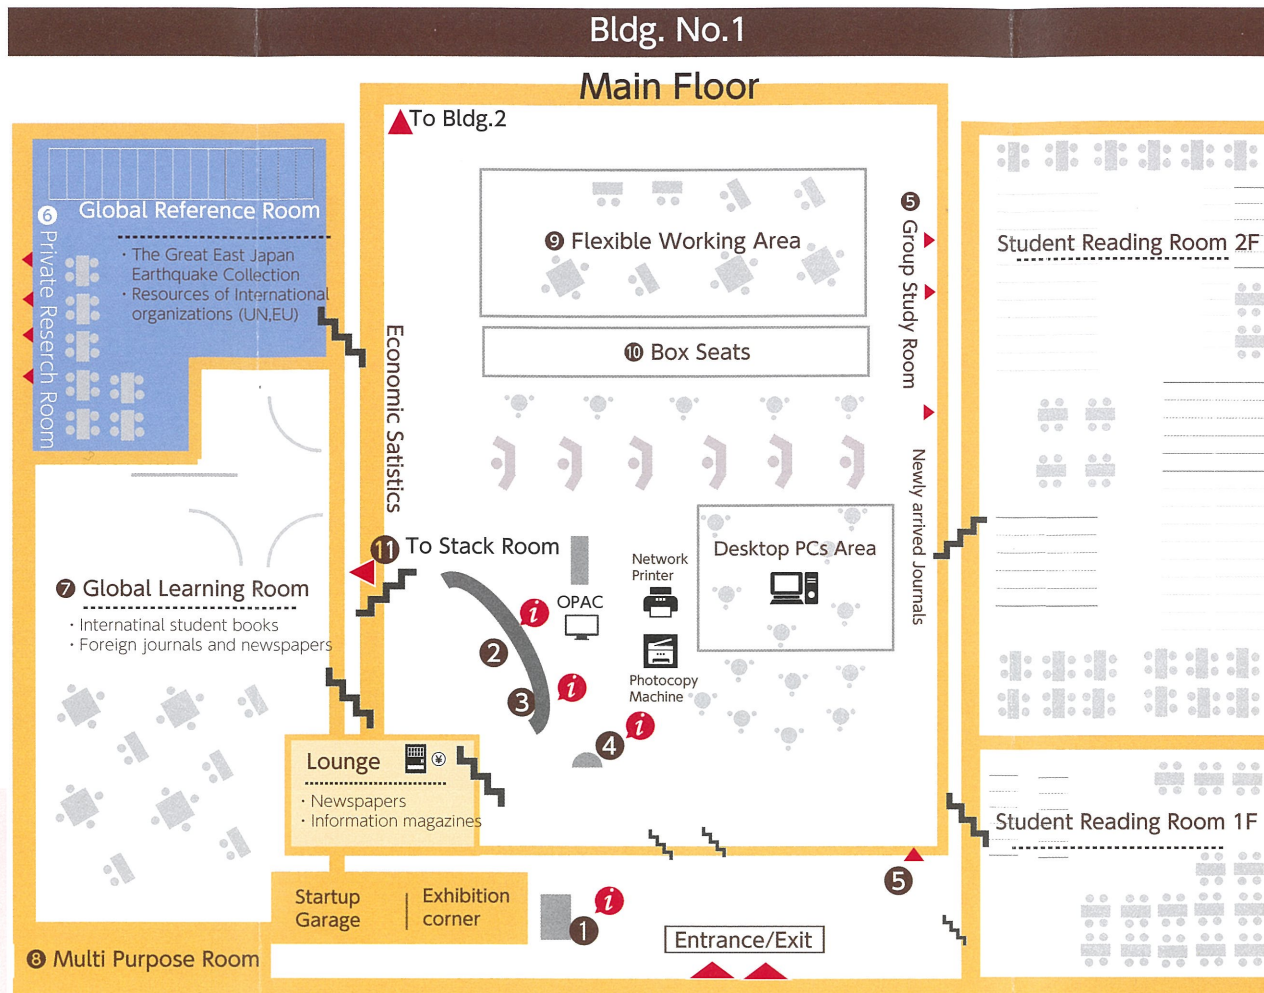 Bldg. No.1
Main Floor
To Bldg.2
6 Private Reserch Room
Global Reference Room
・The Great East Japan
Earthquake Collection
・Resources of International
organizations (UN,EU)
9 Flexible Working Area
10 Box Seats
5 Group Study Room
Student Reading Room 2F
Economic Satistics
Newly arrived Journals
11 To Stack Room
7 Global Learning Room
・Internatinal student books
・Foreign journals and newspapers
OPAC
i
2
3
i
4
i
Network
Printer
Photocopy
Machine
Desktop PCs Area
Lounge
¥
・Newspapers
・Information magazines
Student Reading Room 1F
Startup
Garage
Exhibition
corner
1
i
5
Entrance/Exit
8 Multi Purpose Room